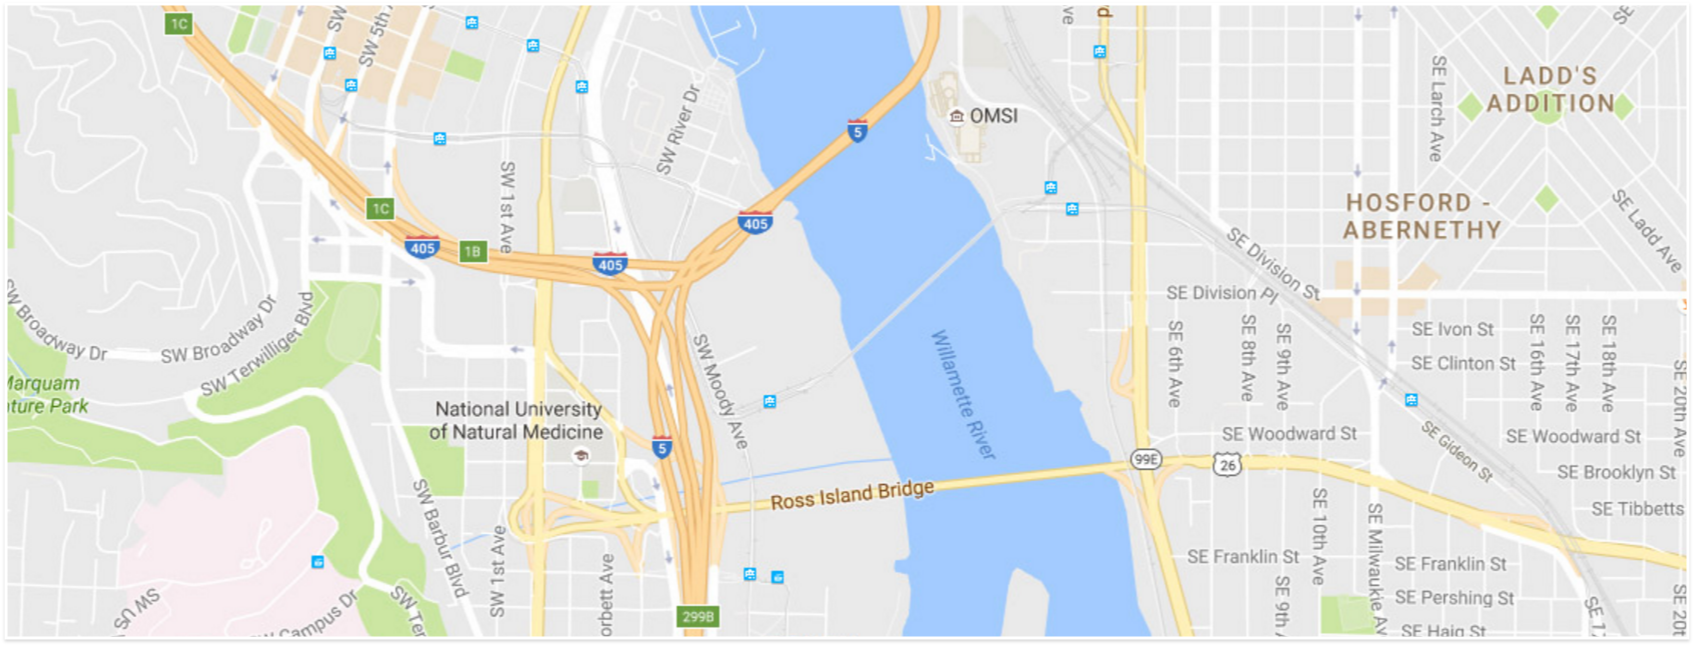 1C
SW
SW 5th
SE
SE Larch Ave
LADD'S
ADDITION
SW River Dr
OMSI
5
SW 1st Ave
1C
405
405
1B
405
HOSFORD -
ABERNETHY
SE Ladd Ave
SE Division St
SE Division Pl
SW Broadway Dr
SW Broadway Dr
SW Terwilliger Blvd
SE 6th Ave
SE 8th Ave
SE 9th Ave
SE Ivon St
SE Clinton St
SE 16th Ave
SE 17th Ave
SE 18th Ave
SE 20th Ave
SW Moody Ave
Willamette River
Marquam
ture Park
National University
of Natural Medicine
5
SE Woodward St
SE Gideon St
SE Woodward St
99E
26
SE Brooklyn St
Ross Island Bridge
SW Barbur Blvd
SW 1st Ave
SE 10th Ave
SE Milwaukie Av
SE Tibbetts
SE Franklin St
SE Franklin St
orbett Ave
SE 9th
SE Pershing St
SW US
W Campus Dr
SW Ter
299B
SE Haig St
SE 1
SE 20t